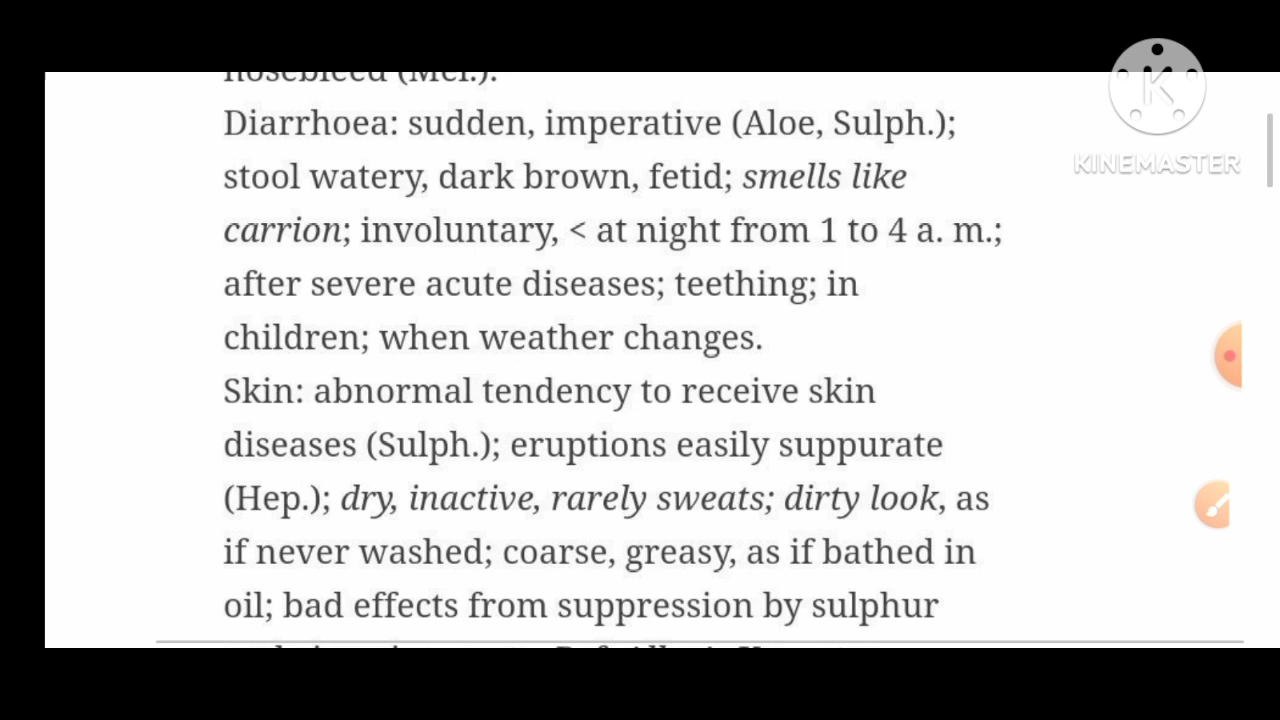 nosebleed (Mel.).
Diarrhoea: sudden, imperative (Aloe, Sulph.);
stool watery, dark brown, fetid; smells like
carrion; involuntary, < at night from 1 to 4 a. m.;
after severe acute diseases; teething; in
children; when weather changes.
Skin: abnormal tendency to receive skin
diseases (Sulph.); eruptions easily suppurate
(Hep.); dry, inactive, rarely sweats; dirty look, as
if never washed; coarse, greasy, as if bathed in
oil; bad effects from suppression by sulphur
K
KINEMASTER